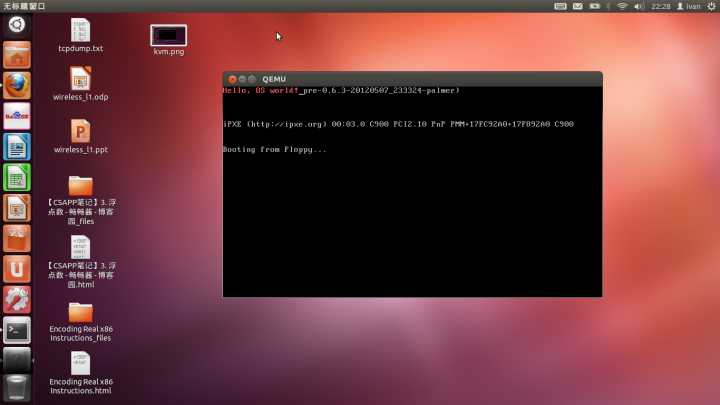 无标题窗口
22:28
ivan
tcpdump.txt
kvm.png
wireless_l1.odp
wireless_l1.ppt
【CSAPP笔记】3. 浮
点数 - 畅畅酱 - 博客
园_files
【CSAPP笔记】3. 浮
点数 - 畅畅酱 - 博客
园.html
Encoding Real x86
Instructions_files
Encoding Real x86
Instructions.html
QEMU
Hello, OS world!_pre-0.6.3-20120507_233324-palmer)
iPXE (http://ipxe.org) 00:03.0 C900 PCI2.10 PnP PMM+17FC92A0+17F892A0 C900
Booting from Floppy...